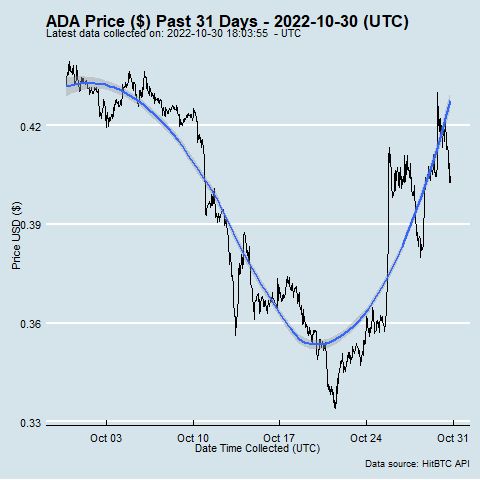 ADA Price ($) Past 31 Days - 2022-10-30 (UTC)
Latest data collected on: 2022-10-30 18:03:55 - UTC
0.42
0.39
0.36
0.33
Price USD ($)
Oct 03 Oct 10 Oct 17 Oct 24 Oct 31
Date Time Collected (UTC)
Data source: HitBTC API